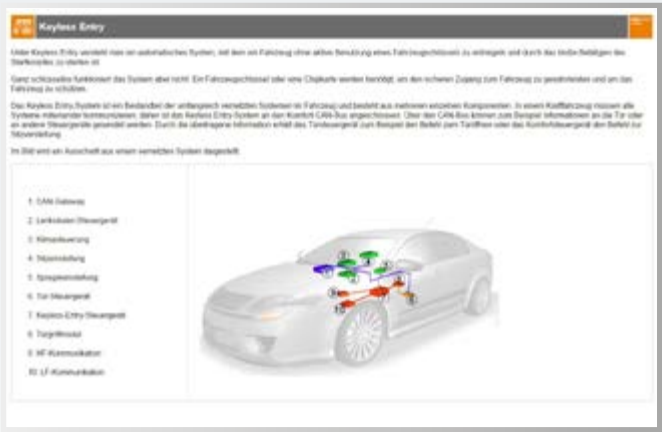 Keyless Entry
Unter Keyless Entry versteht man ein automatisches System, mit dem ein Fahrzeug ohne aktive Benutzung eines Fahrzeugschlüssels zu entriegeln und durch das bloße Betätigen des
Startknopfes zu starten ist.
Ganz schlüssellos funktioniert das System aber nicht. Ein Fahrzeugschlüssel oder eine Chipkarte werden benötigt, um den sicheren Zugang zum Fahrzeug zu gewährleisten und um das
Fahrzeug zu schützen.
Das Keyless Entry System ist ein Bestandteil der umfangreich vernetzten Systeme im Fahrzeug und besteht aus mehreren einzelnen Komponenten. In einem Kraftfahrzeug müssen alle
Systeme miteinander kommunizieren, daher ist das Keyless Entry System an den Komfort CAN-Bus angeschlossen. Über den CAN-Bus können zum Beispiel Informationen an die Tür oder
an andere Steuergeräte gesendet werden. Durch die übertragene Information erhält das Türsteuergerät zum Beispiel den Befehl zum Türöffnen oder das Komfortsteuergerät den Befehl zur
Sitzverstellung.
Im Bild wird ein Ausschnitt aus einem vernetzten System dargestellt.
1. CAN Gateway
2. Lenksäulen Steuergerät
3. Klimasteuerung
4. Sitzverstellung
5. Spiegelverstellung
6. Tür-Steuergerät
7. Keyless-Entry-Steuergerät
8. Türgriffmodul
9. HF-Kommunikation
10. LF-Kommunikation